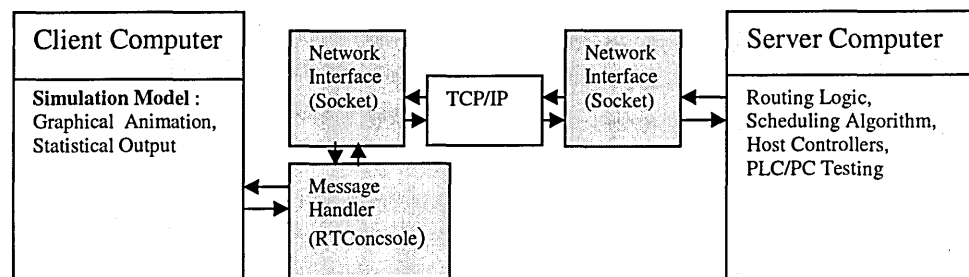 Client Computer
Simulation Model :
Graphical Animation,
Statistical Output
Network
Interface
(Socket)
Message
Handler
(RTConcsole)
TCP/IP
Network
Interface
(Socket)
Server Computer
Routing Logic,
Scheduling Algorithm,
Host Controllers,
PLC/PC Testing